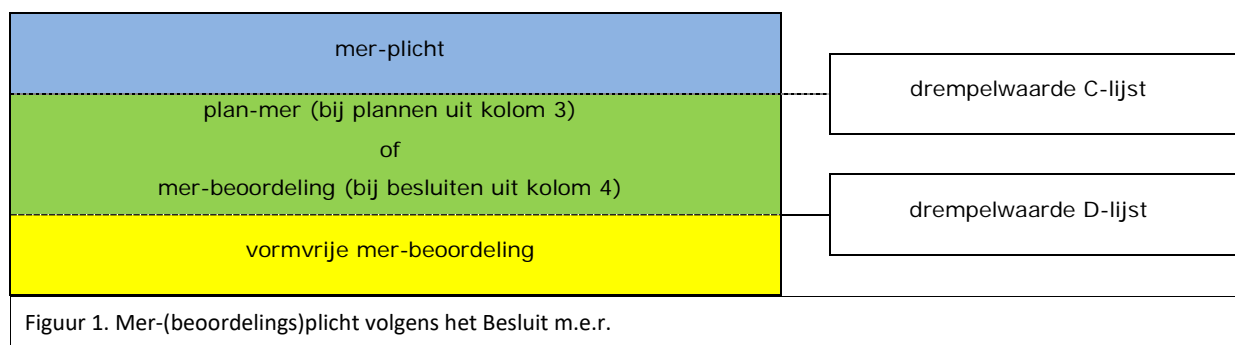 mer-plicht
drempelwaarde C-lijst
plan-mer (bij plannen uit kolom 3)
of
mer-beoordeling (bij besluiten uit kolom 4)
drempelwaarde D-lijst
vormvrije mer-beoordeling
Figuur 1. Mer-(beoordelings)plicht volgens het Besluit m.e.r.